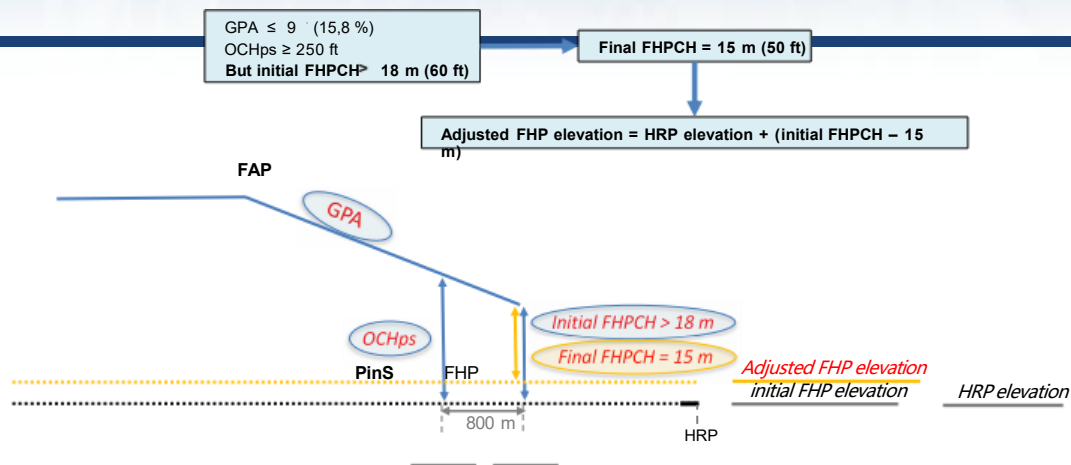 GPA ≤ 9 ° (15,8 %)
OCHps ≥ 250 ft
But initial FHPCH> 18 m (60 ft)
Final FHPCH = 15 m (50 ft)
Adjusted FHP elevation = HRP elevation + (initial FHPCH – 15
m)
FAP
GPA
OCHps
Initial FHPCH > 18 m
Final FHPCH = 15 m
PinS
FHP
Adjusted FHP elevation
initial FHP elevation
HRP elevation
800 m
HRP